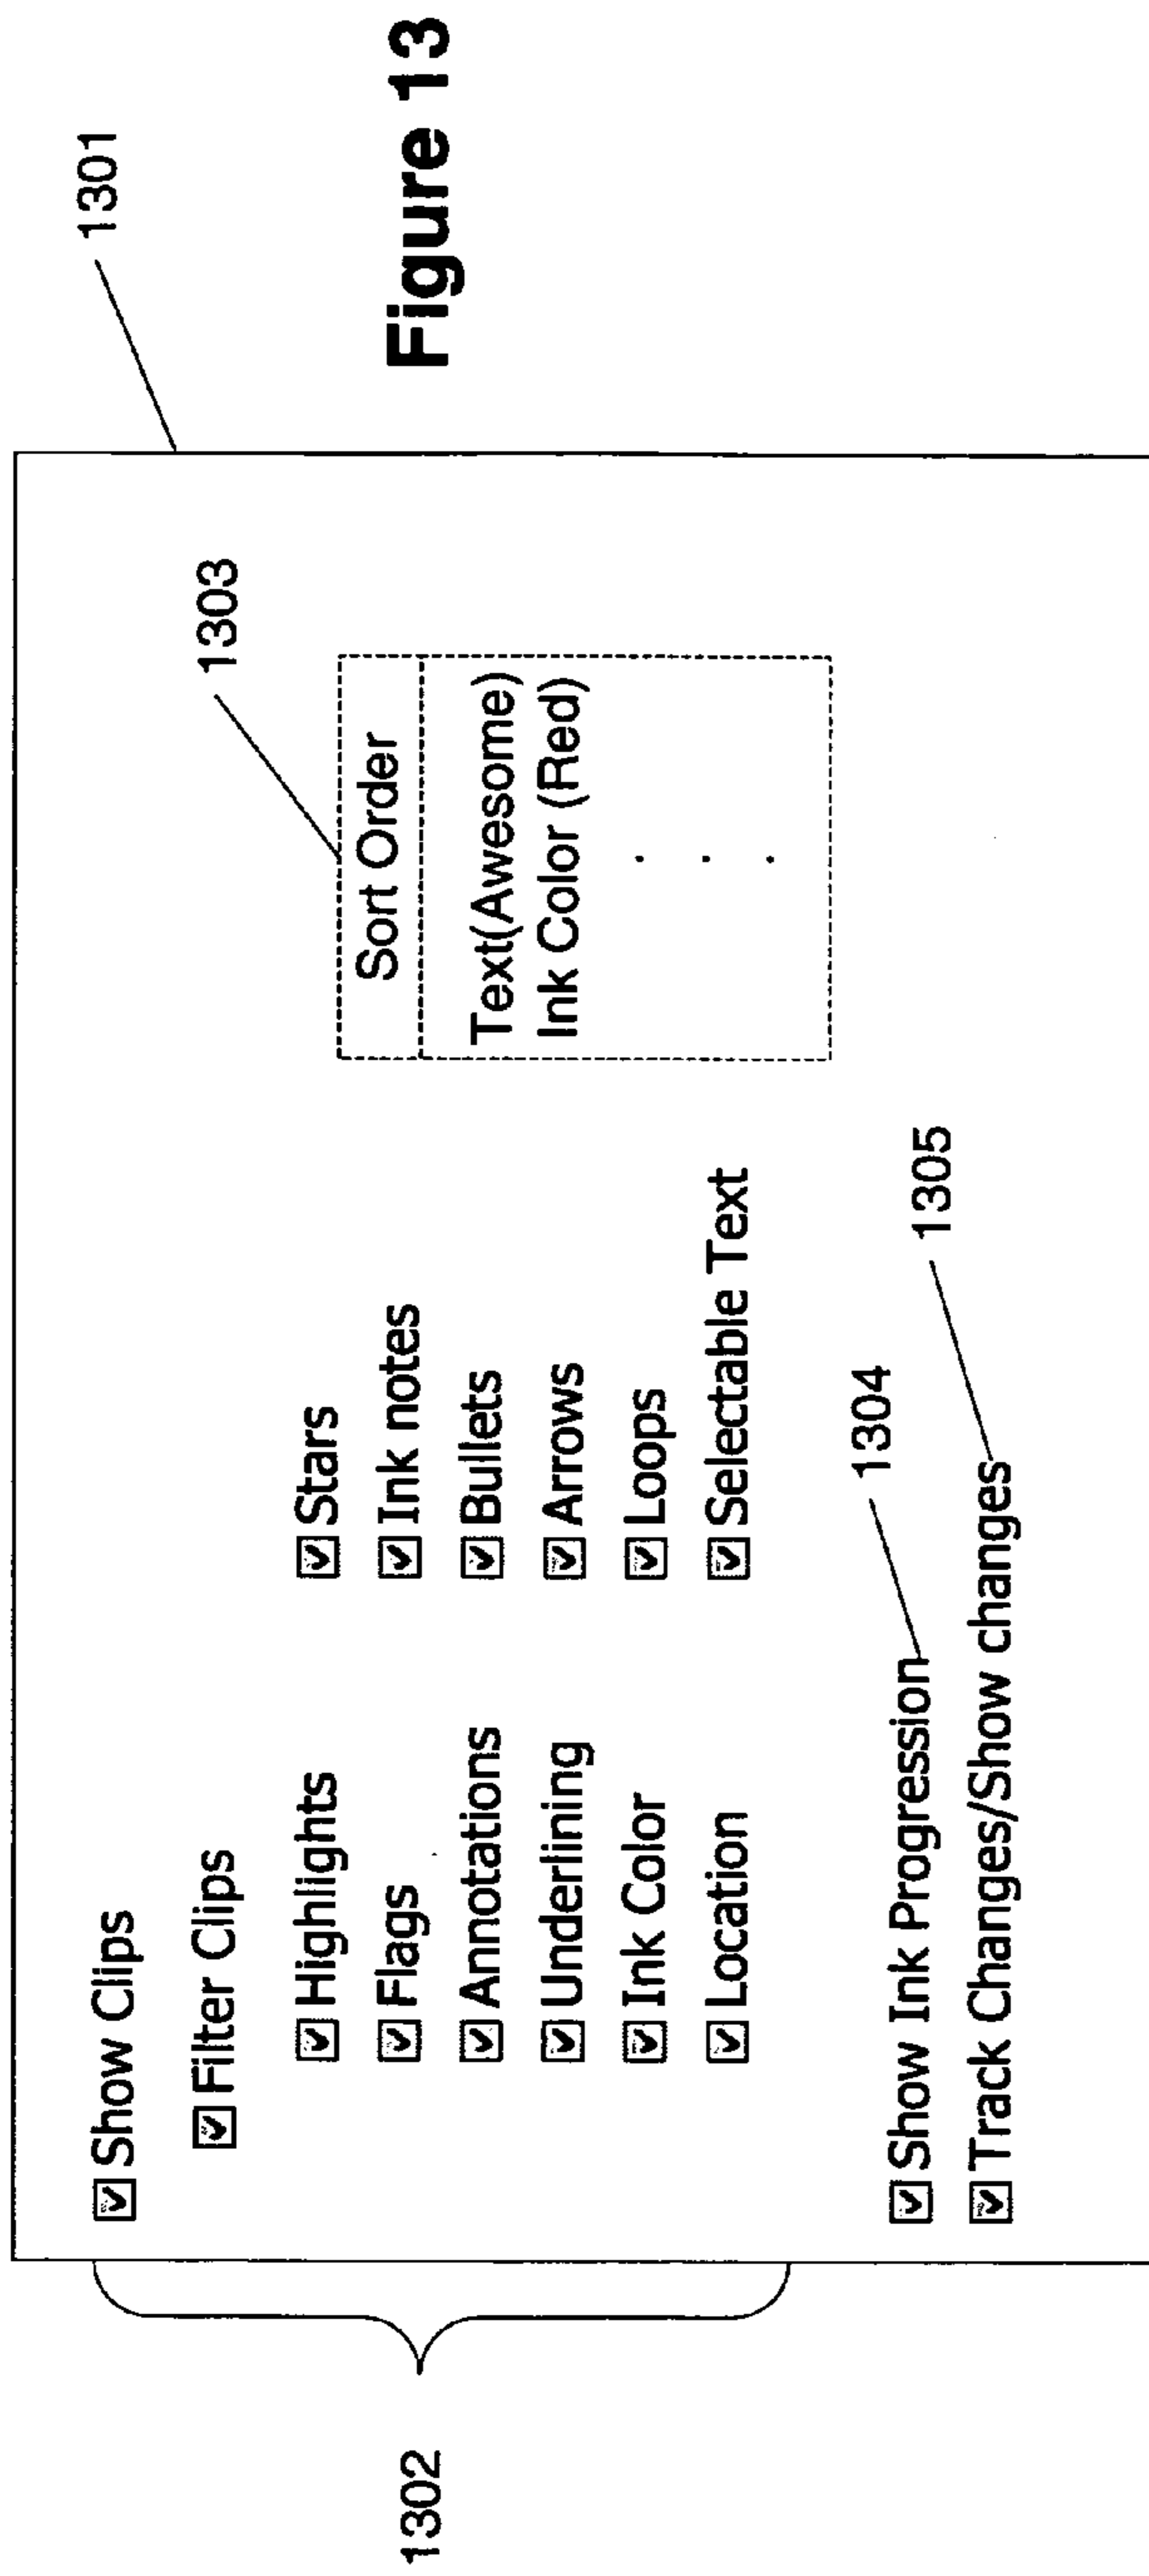 Figure 13
1301
1302
☑ Show Clips
☑ Filter Clips
☑ Highlights
☑ Flags
☑ Annotations
☑ Underlining
☑ Ink Color
☑ Location
☑ Stars
☑ Ink notes
☑ Bullets
☑ Arrows
☑ Loops
☑ Selectable Text
1303
Sort Order
Text(Awesome)
Ink Color (Red)
.
.
.
☑ Show Ink Progression
1304
☑ Track Changes/Show changes
1305